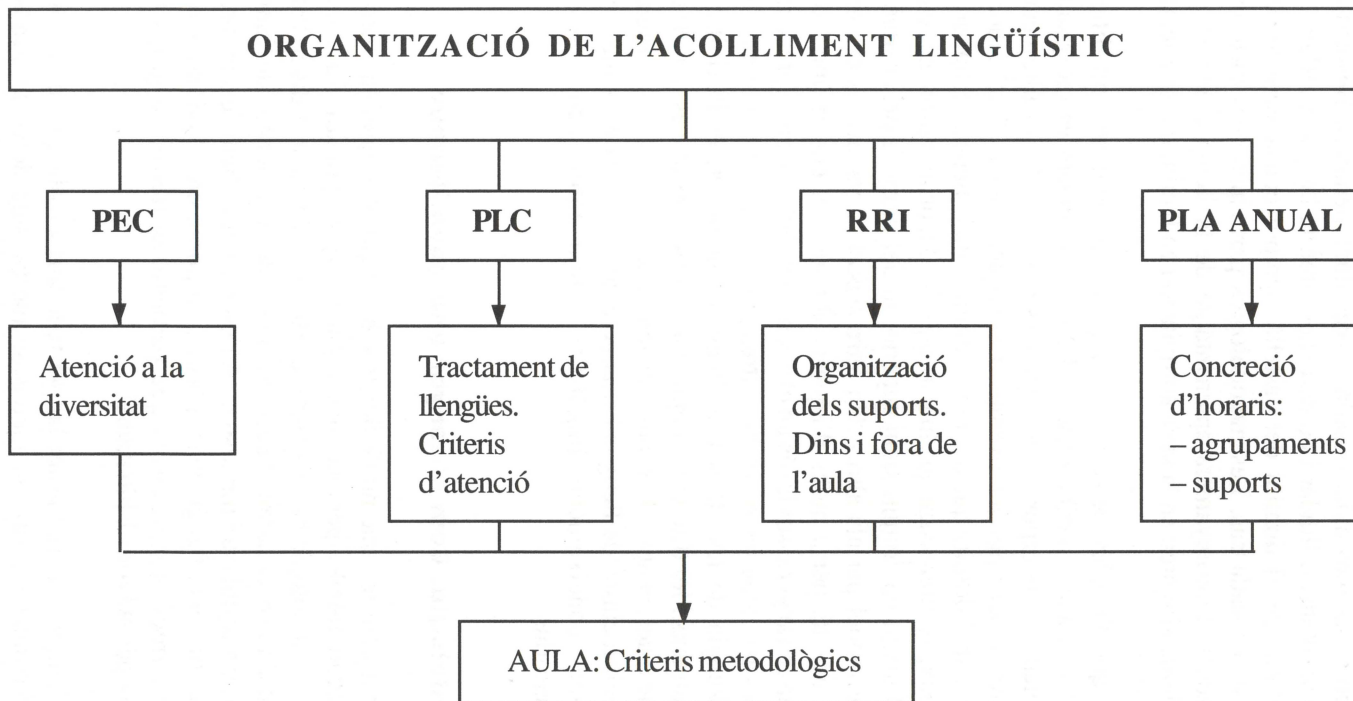 ORGANITZACIÓ DE L’ACOLLIMENT LINGÜÍSTIC
PEC
PLC
RRI
PLA ANUAL
Atenció a la
diversitat
Tractament de
llengües.
Criteris
d’atenció
Organització
dels suports.
Dins i fora de
l’aula
Concreció
d’horaris:
– agrupaments
– suports
AULA: Criteris metodològics